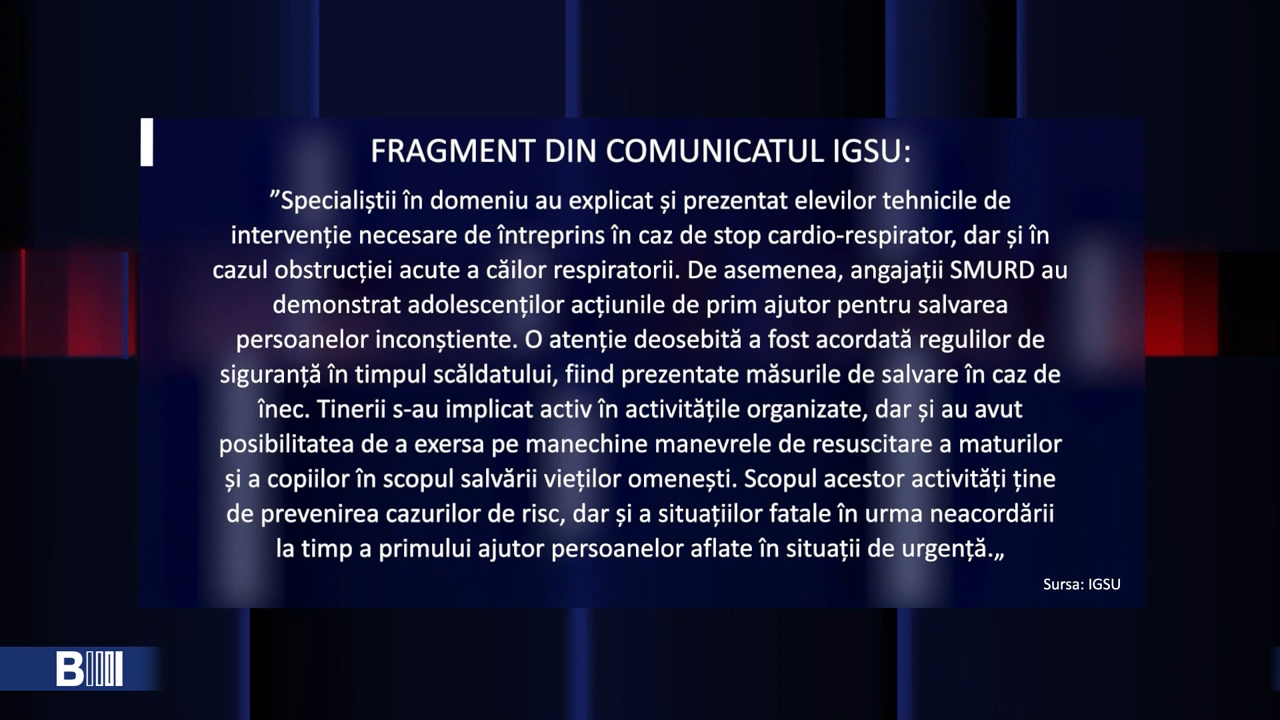 FRAGMENT DIN COMUNICATUL IGSU:
”Specialiștii în domeniu au explicat și prezentat elevilor tehnicile de
intervenție necesare de întreprins în caz de stop cardio-respirator, dar și în
cazul obstrucției acute a căilor respiratorii. De asemenea, angajații SMURD au
demonstrat adolescenților acțiunile de prim ajutor pentru salvarea
persoanelor inconștiente. O atenție deosebită a fost acordată regulilor de
siguranță în timpul scăldatului, fiind prezentate măsurile de salvare în caz de
înec. Tinerii s-au implicat activ în activitățile organizate, dar și au avut
posibilitatea de a exersa pe manechine manevrele de resuscitare a maturilor
și a copiilor în scopul salvării vieților omenești. Scopul acestor activități ține
de prevenirea cazurilor de risc, dar și a situațiilor fatale în urma neacordării
la timp a primului ajutor persoanelor aflate în situații de urgență.„
Sursa: IGSU
B